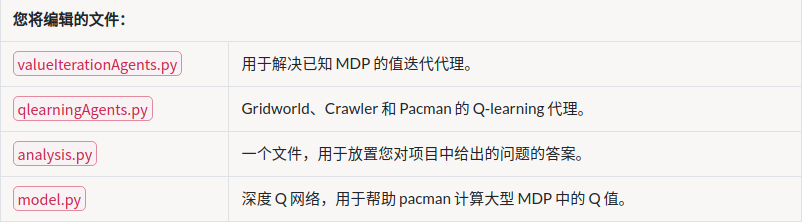 您将编辑的文件：
valueIterationAgents.py 用于解决已知 MDP 的值迭代代理。
qlearningAgents.py Gridworld、Crawler 和 Pacman 的 Q-learning 代理。
analysis.py 一个文件，用于放置您对项目中给出的问题的答案。
model.py 深度 Q 网络，用于帮助 pacman 计算大型 MDP 中的 Q 值。